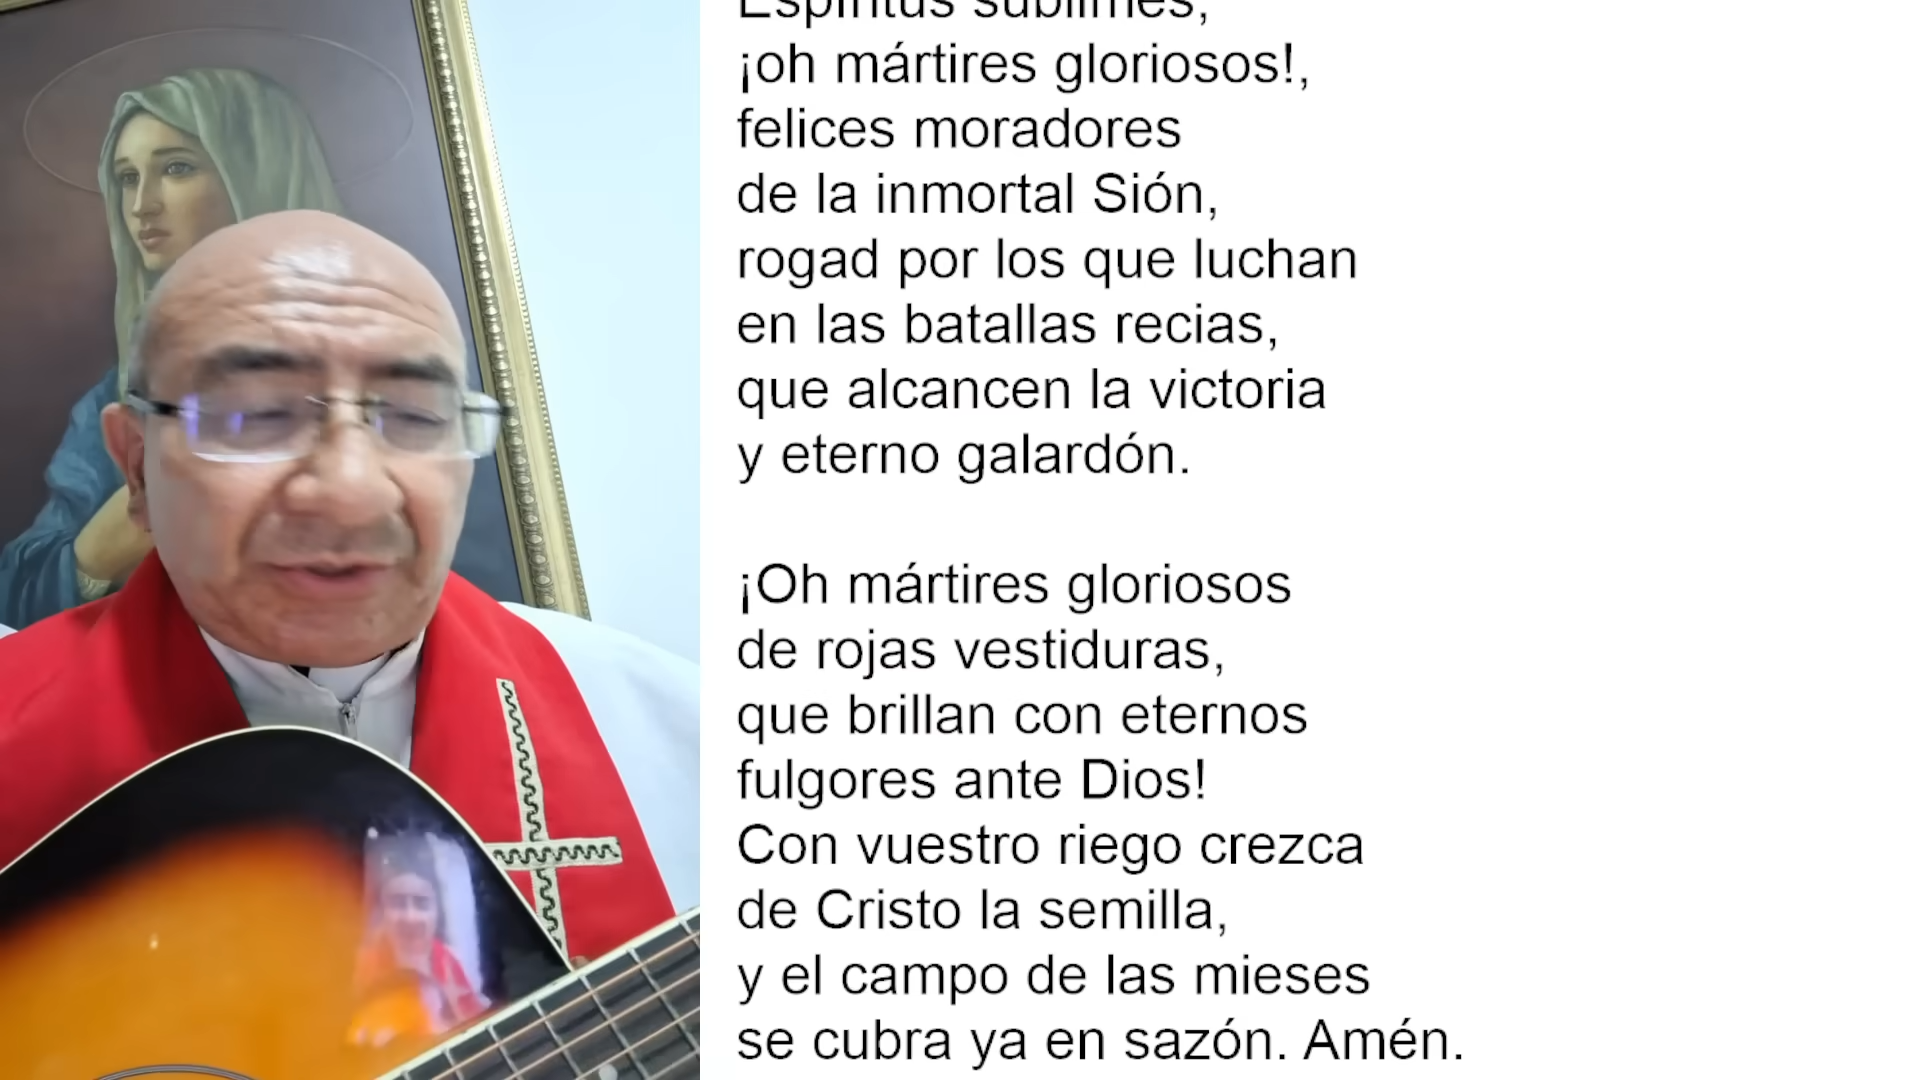 Espíritus sublimes,
¡oh mártires gloriosos!,
felices moradores
de la inmortal Sión,
rogad por los que luchan
en las batallas recias,
que alcancen la victoria
y eterno galardón.
¡Oh mártires gloriosos
de rojas vestiduras,
que brillan con eternos
fulgores ante Dios!
Con vuestro riego crezca
de Cristo la semilla,
y el campo de las mieses
se cubra ya en sazón. Amén.